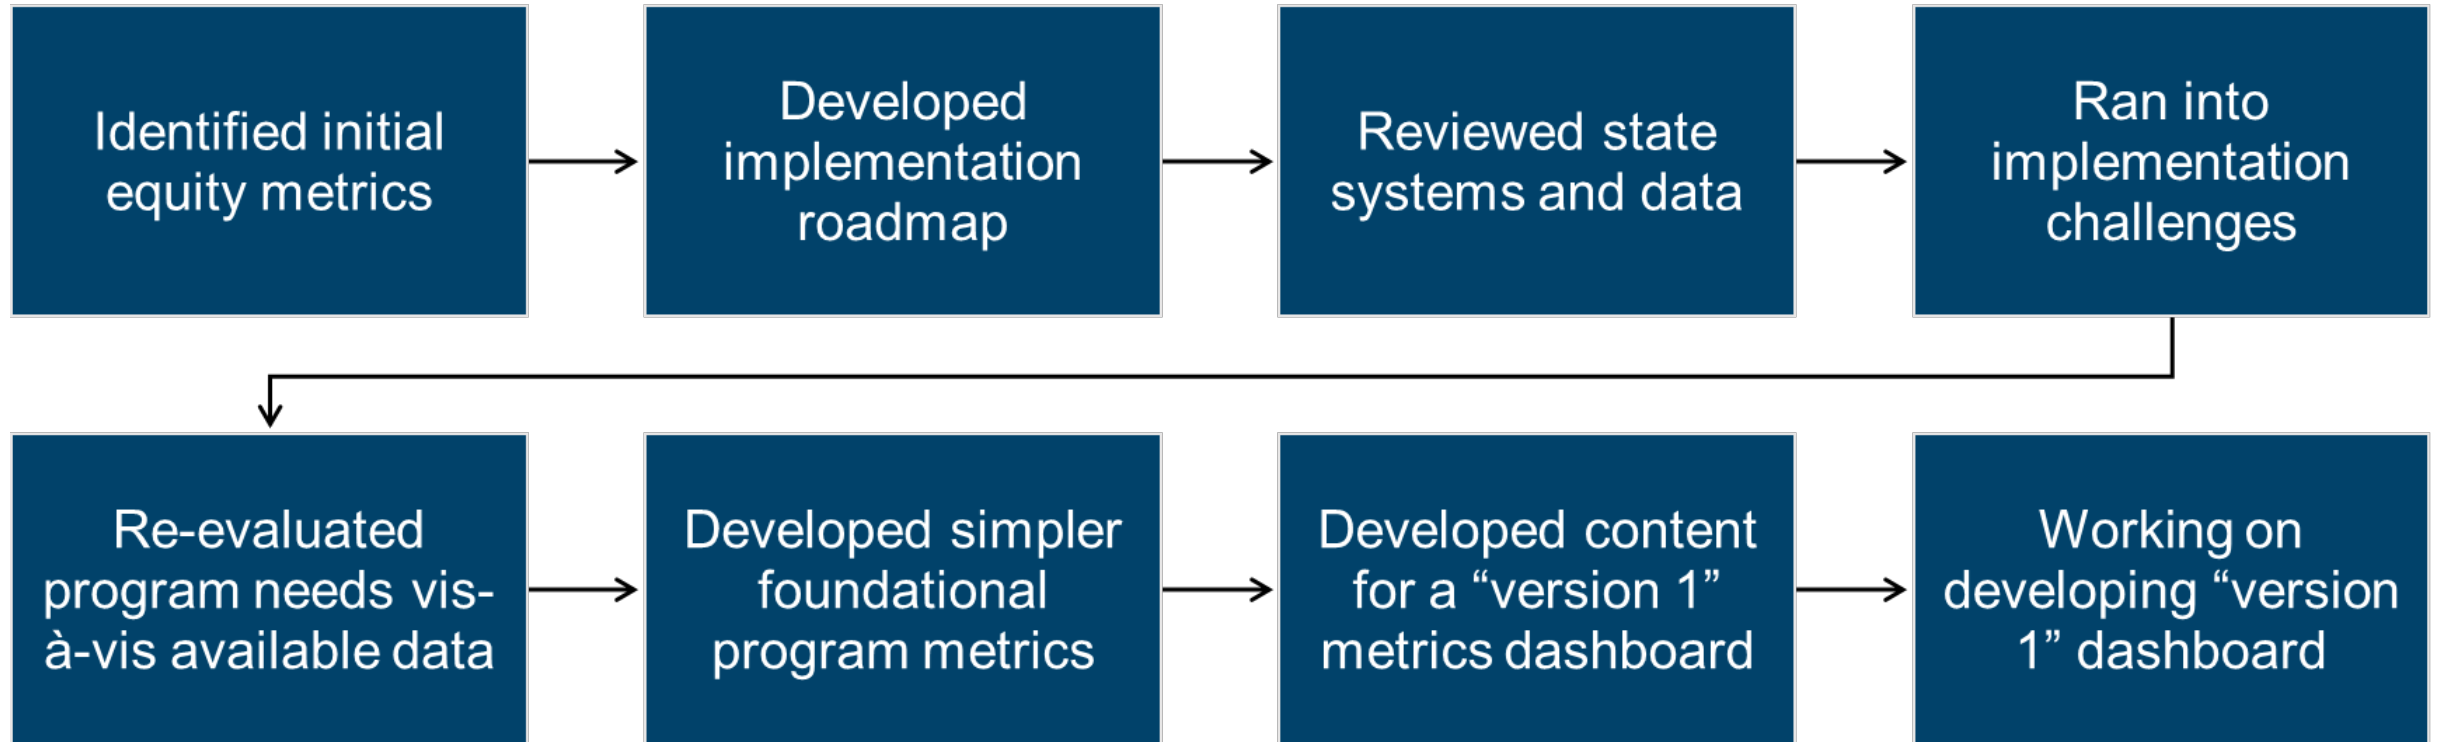 Identified initial
equity metrics
Developed
implementation
roadmap
Reviewed state
systems and data
Ran into
implementation
challenges
Re-evaluated
program needs vis-
à-vis available data
Developed simpler
foundational
program metrics
Developed content
for a “version 1”
metrics dashboard
Working on
developing “version
1” dashboard